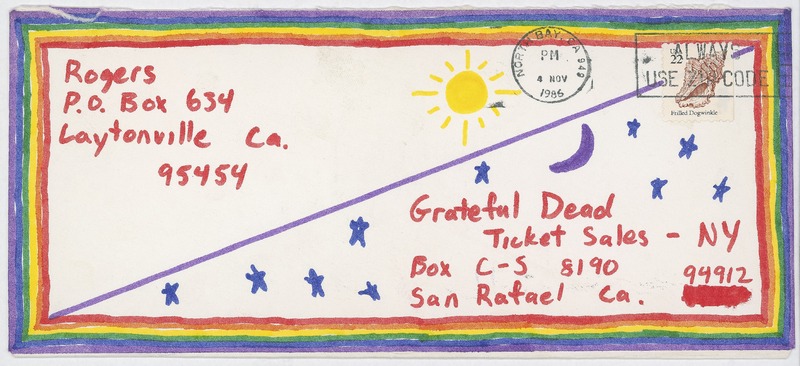 Rogers
P.O. Box 634
Laytonville Ca.
95454
NORTH BAY, CA 949
PM
4 NOV
1986
ALWAYS
USE ZIP CODE
22
Frilled Dogwinkle
Grateful Dead
Ticket Sales - NY
Box C-S 8190
94912
San Rafael Ca.